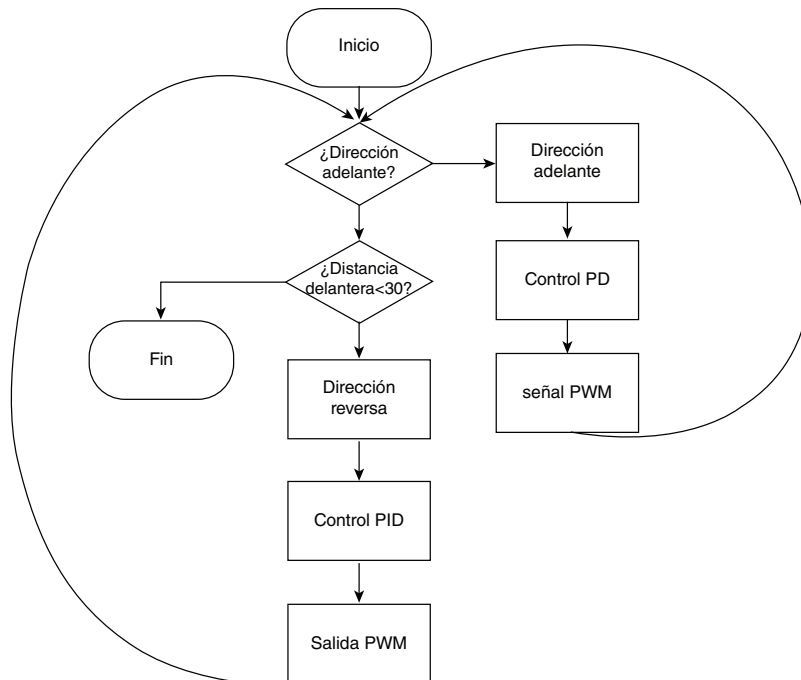 Inicio
¿Dirección
adelante?
Dirección
adelante
¿Distancia
delantera<30?
Control PD
Fin
Dirección
reversa
señal PWM
Control PID
Salida PWM